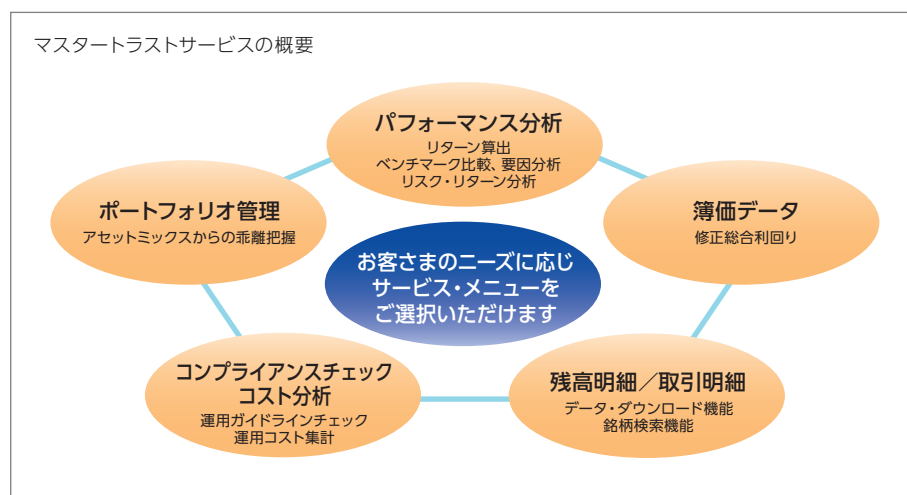 マスタートラストサービスの概要
パフォーマンス分析
リターン算出
ベンチマーク比較、要因分析
リスク・リターン分析
ポートフォリオ管理
アセットミックスからの乖離把握
簿価データ
修正総合利回り
お客さまのニーズに応じ
サービス・メニューを
ご選択いただけます
コンプライアンスチェック
コスト分析
運用ガイドラインチェック
運用コスト集計
残高明細／取引明細
データ・ダウンロード機能
銘柄検索機能